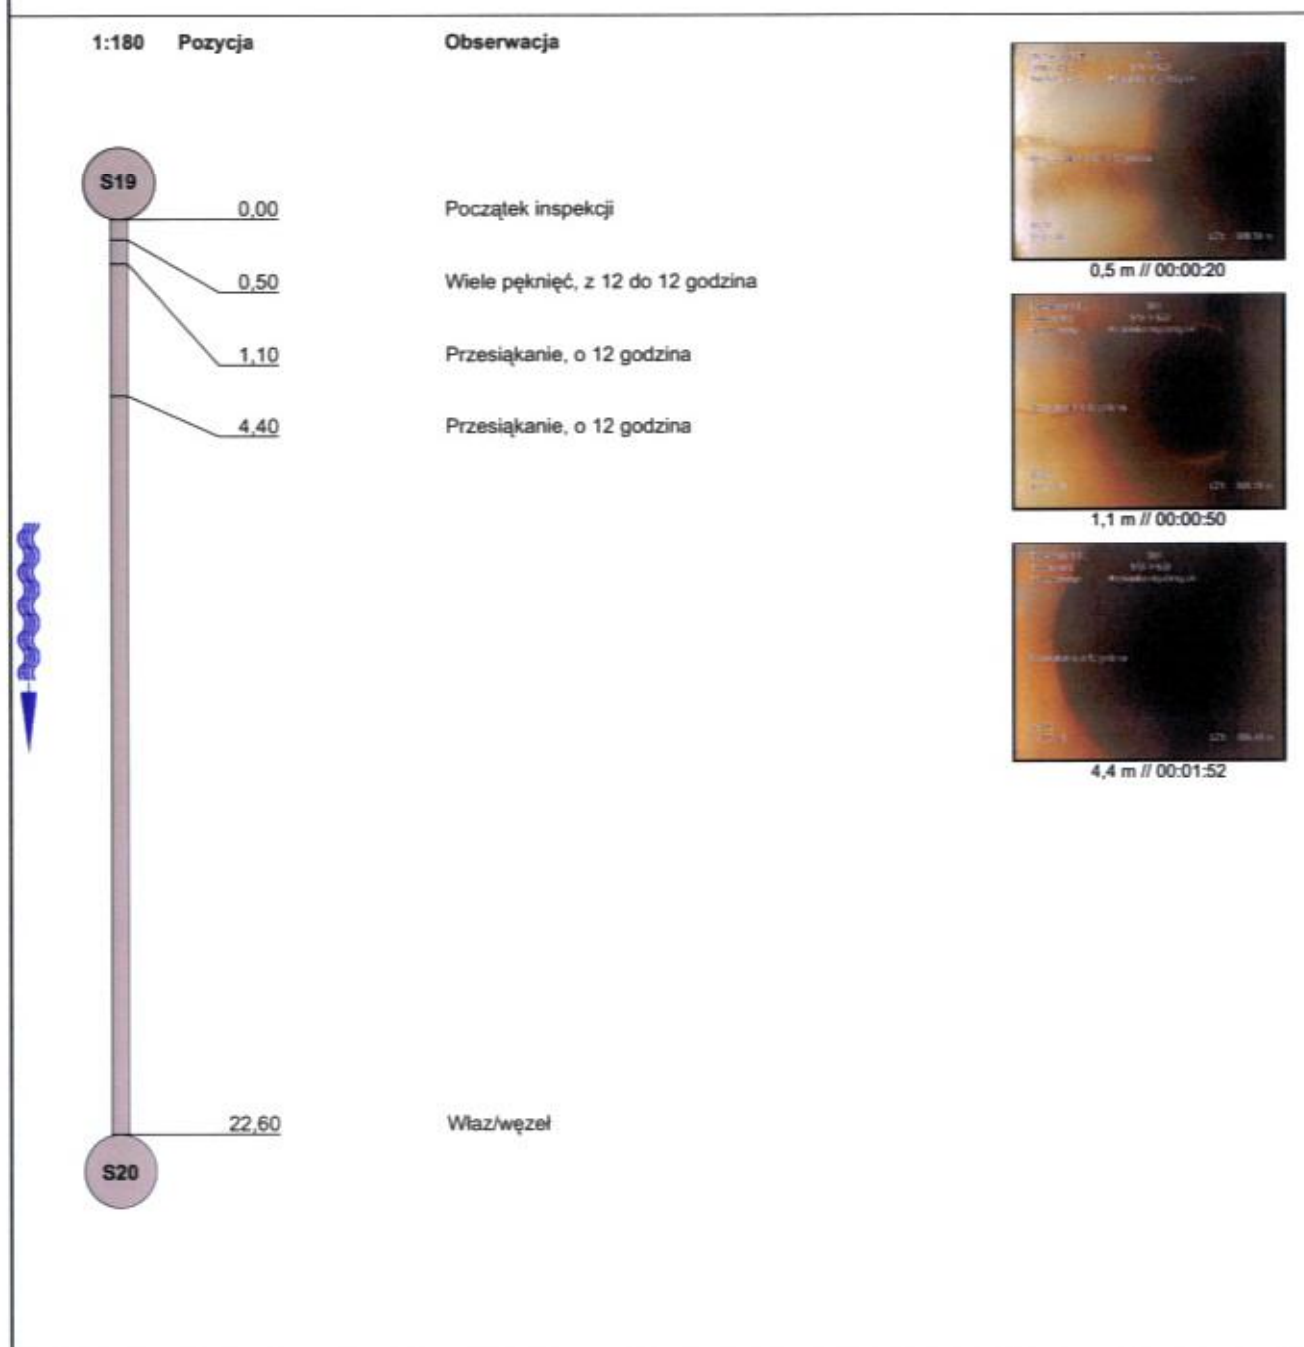 1:180 Pozycja Obserwacja
S19
0,00 Początek inspekcji
0,50 Wiele pęknięć, z 12 do 12 godzina
1,10 Przesiąkanie, o 12 godzina
4,40 Przesiąkanie, o 12 godzina
22,60 Właz/węzeł
S20
0,5 m // 00:00:20
1,1 m // 00:00:50
4,4 m // 00:01:52